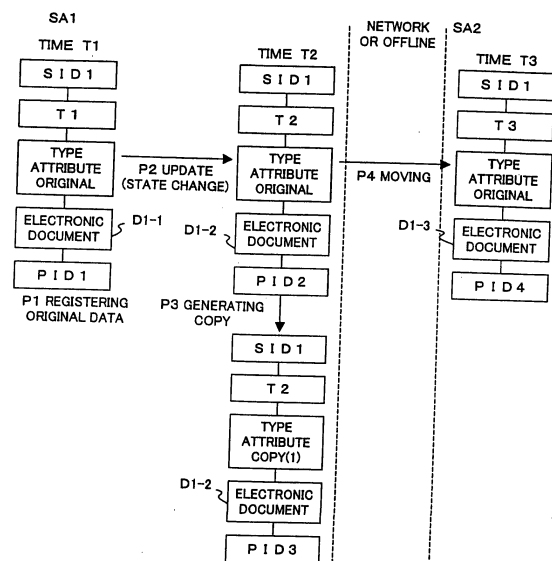 SA1
TIME T1
SID1
T1
TYPE
ATTRIBUTE
ORIGINAL
ELECTRONIC
DOCUMENT
D1-1
PID1
P1 REGISTERING
ORIGINAL DATA
P2 UPDATE
(STATE CHANGE)
TIME T2
SID1
T2
TYPE
ATTRIBUTE
ORIGINAL
D1-2
ELECTRONIC
DOCUMENT
PID2
P3 GENERATING
COPY
SID1
T2
TYPE
ATTRIBUTE
COPY(1)
D1-2
ELECTRONIC
DOCUMENT
PID3
NETWORK
OR OFFLINE
P4 MOVING
SA2
TIME T3
SID1
T3
TYPE
ATTRIBUTE
ORIGINAL
D1-3
ELECTRONIC
DOCUMENT
PID4